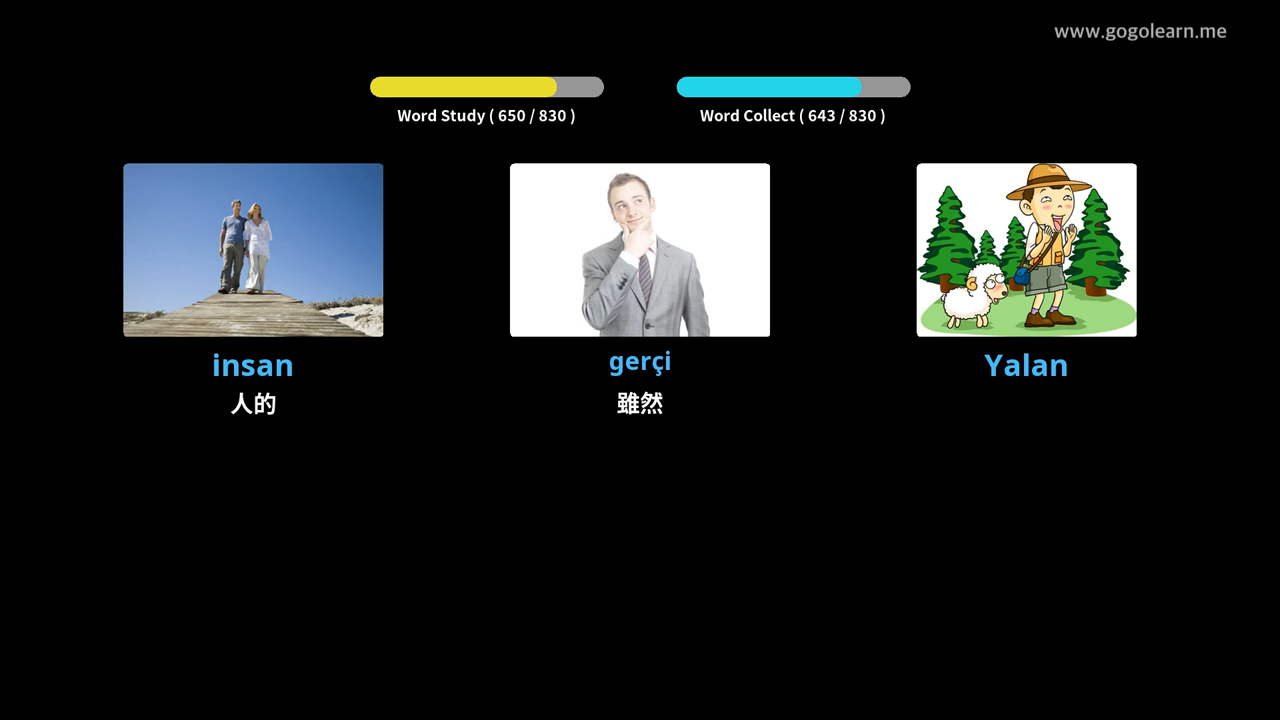 www.gogolearn.me
Word Study ( 650 / 830 )
Word Collect ( 643 / 830 )
insan
人的
gerçi
雖然
Yalan